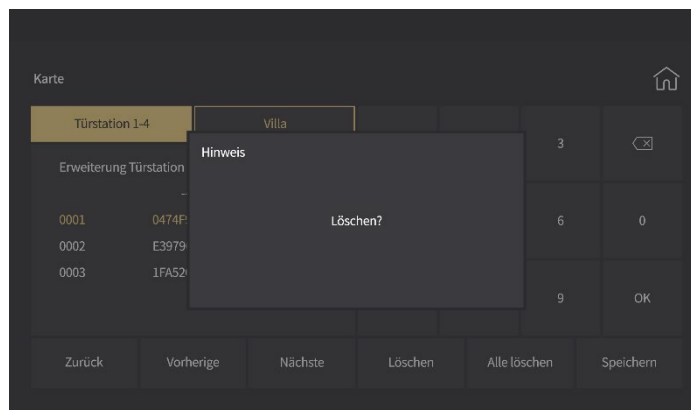 Karte
Türstation 1-4 Villa
Hinweis
3
Erweiterung Türstation
Löschen?
0001 0474F
6 0
0002 E3979
0003 1FA52
9 OK
Zurück Vorherige Nächste Löschen Alle löschen Speichern